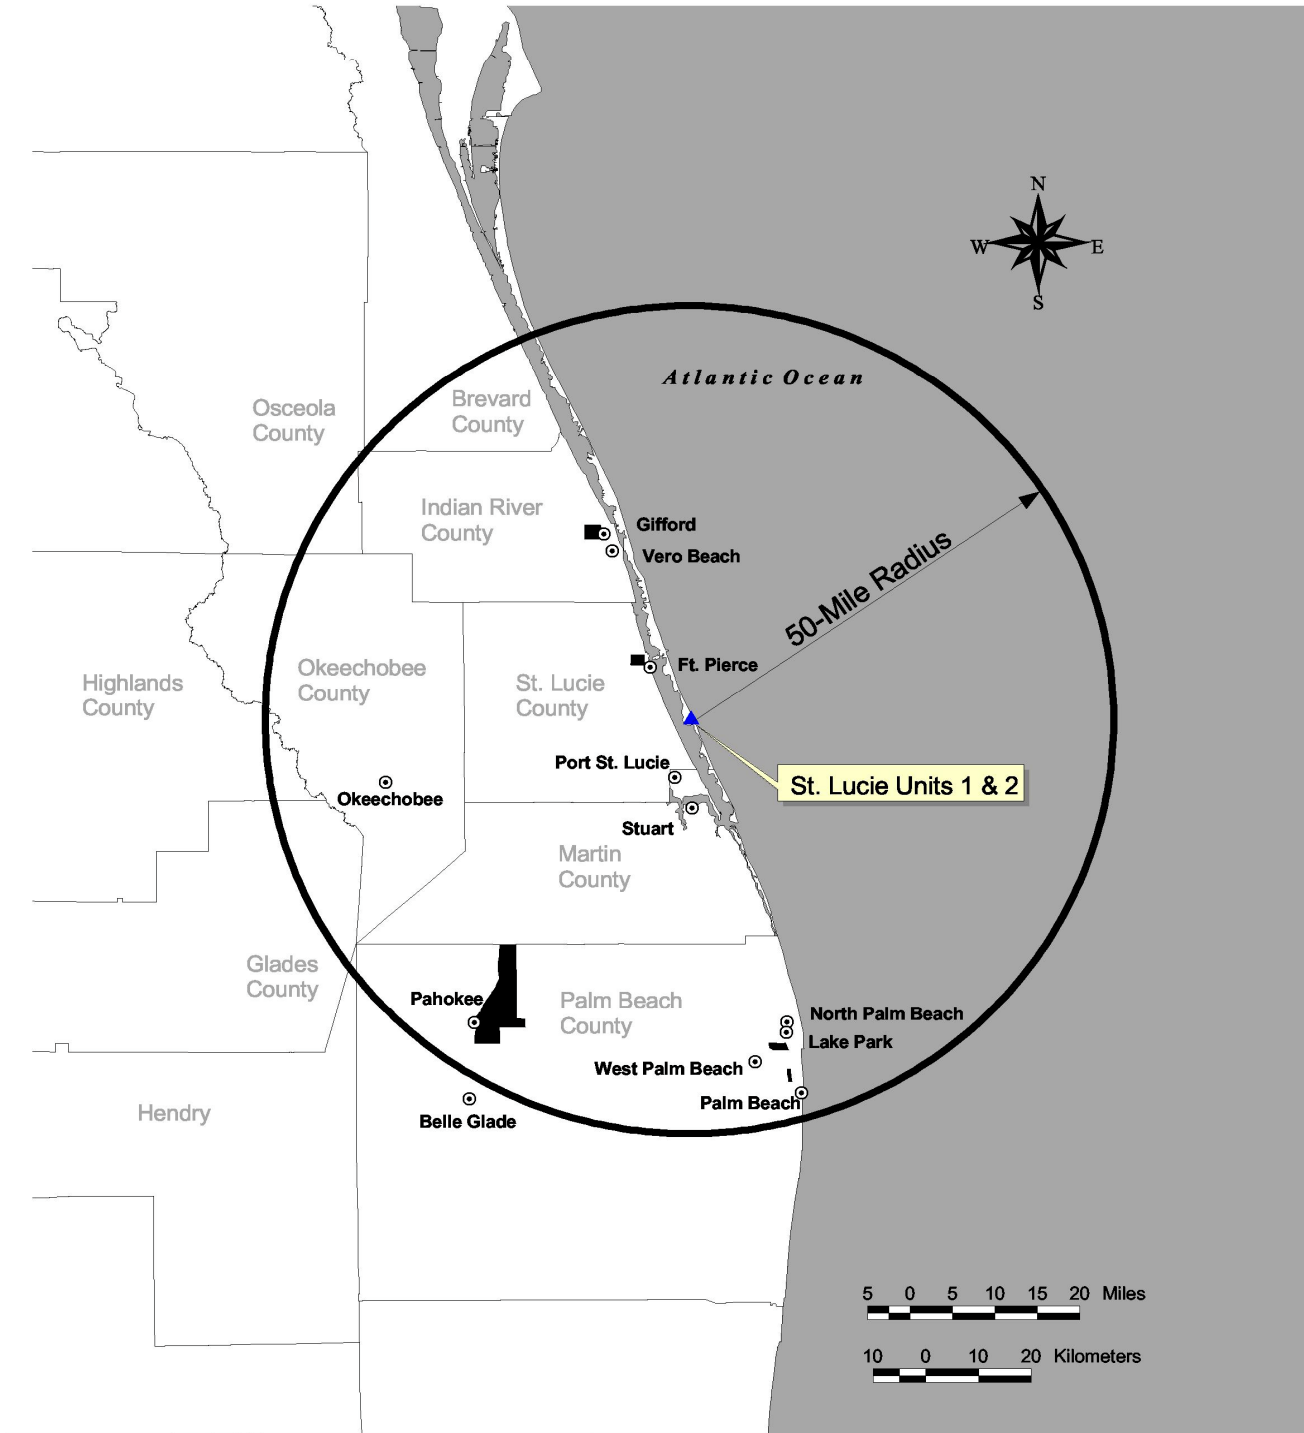 N
W
E
S
Atlantic Ocean
Osceola
County
Brevard
County
Indian River
County
Gifford
Vero Beach
50-Mile Radius
Highlands
County
Okeechobee
County
St. Lucie
County
Ft. Pierce
Port St. Lucie
St. Lucie Units 1 & 2
Okeechobee
Stuart
Martin
County
Glades
County
Pahokee
Palm Beach
County
North Palm Beach
Lake Park
West Palm Beach
Palm Beach
Hendry
Belle Glade
5 0 5 10 15 20 Miles
10 0 10 20 Kilometers